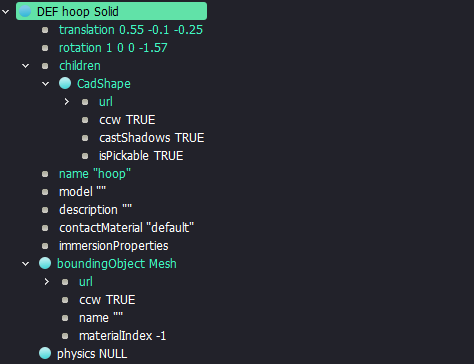 DEF hoop Solid
translation 0.55 -0.1 -0.25
rotation 1 0 0 -1.57
children
CadShape
url
ccw TRUE
castShadows TRUE
isPickable TRUE
name "hoop"
model ""
description ""
contactMaterial "default"
immersionProperties
boundingObject Mesh
url
ccw TRUE
name ""
materialIndex -1
physics NULL